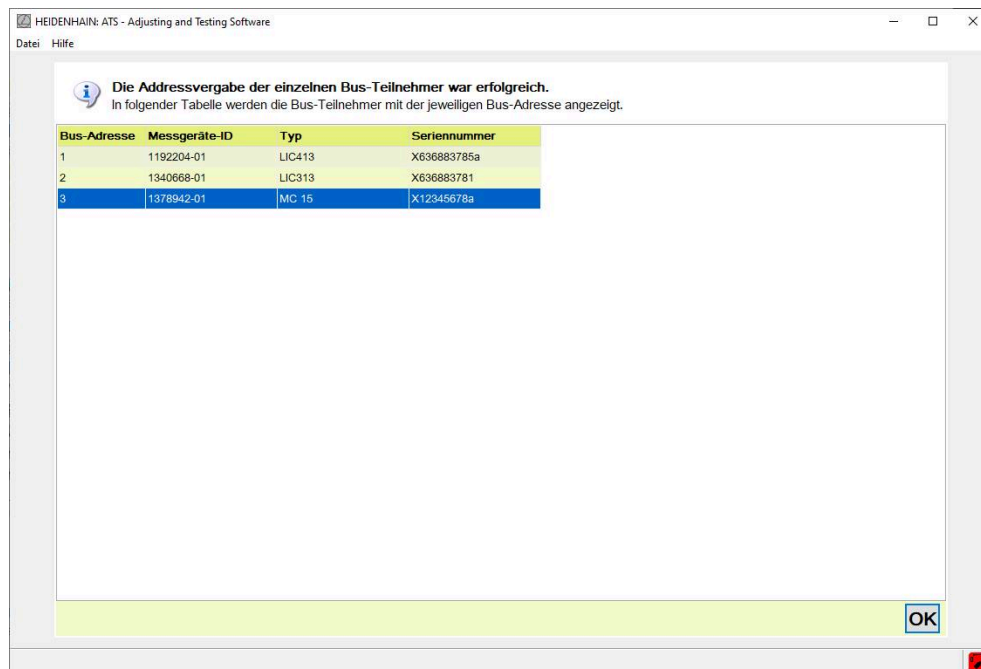 HEIDENHAIN: ATS - Adjusting and Testing Software
Datei Hilfe
Die Addressvergabe der einzelnen Bus-Teilnehmer war erfolgreich.
In folgender Tabelle werden die Bus-Teilnehmer mit der jeweiligen Bus-Adresse angezeigt.
Bus-Adresse Messgeräte-ID Typ Seriennummer
1 1192204-01 LIC413 X636883785a
2 1340668-01 LIC313 X636883781
3 1378942-01 MC 15 X12345678a
OK